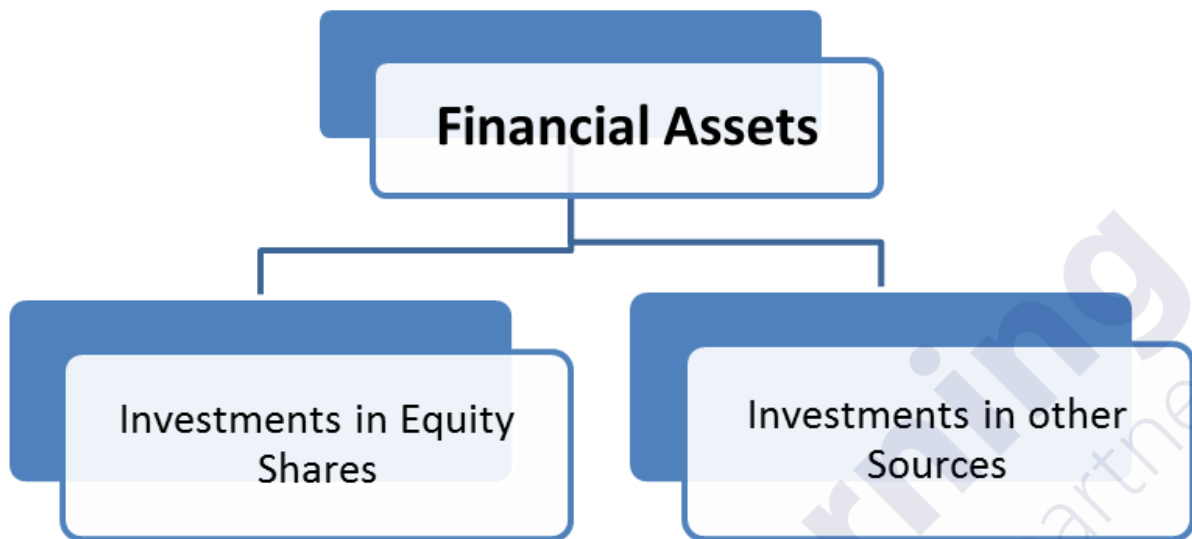 Financial Assets
Investments in Equity
Shares
Investments in other
Sources